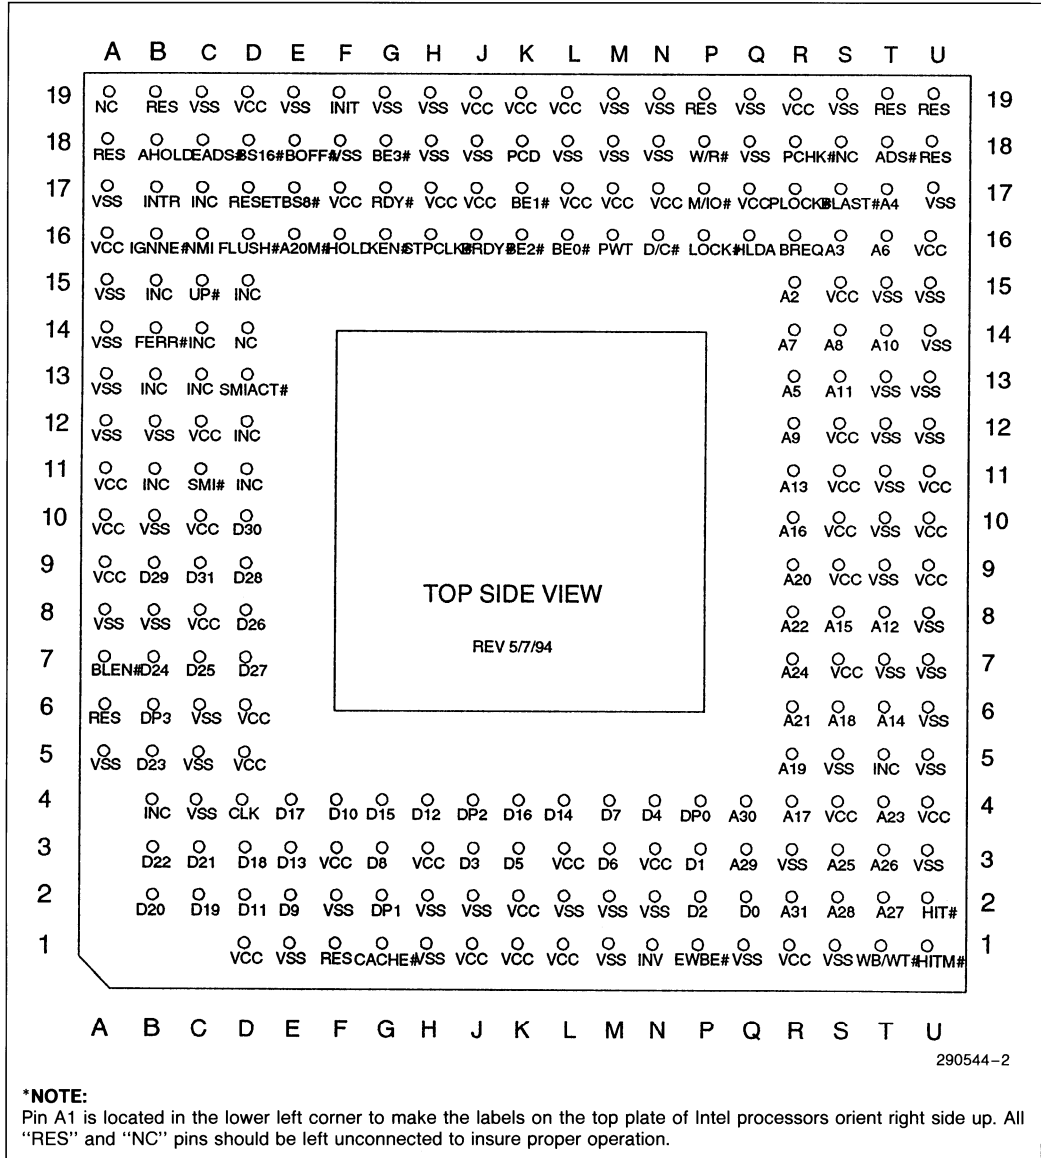 A B C D E F G H J K L M N P Q R S T U
19 19
NC RES VSS VCC VSS INIT VSS VSS VCC VCC VCC VSS VSS RES VSS VCC VSS RES RES
18 18
RES AHOLD EADS# BS16# BOFF# VSS BE3# VSS VSS PCD VSS VSS VSS W/R# VSS PCHK# NC ADS# RES
17 17
VSS INTR INC RESET BS8# VCC RDY# VCC VCC BE1# VCC VCC VCC M/IO# VCC PLOCK# BLAST# A4 VSS
16 16
VCC IGNNE# NMI FLUSH# A20M# HOLD KEN# STPCLK# BRDY# BE2# BE0# PWT D/C# LOCK# HLDA BREQ A3 A6 VCC
15 15
VSS INC UP# INC A2 VCC VSS VSS
14 14
VSS FERR# INC NC A7 A8 A10 VSS
13 13
VSS INC INC SMIACT# A5 A11 VSS VSS
12 12
VSS VSS VCC INC A9 VCC VSS VSS
11 11
VCC INC SMI# INC A13 VCC VSS VCC
10 10
VCC VSS VCC D30 A16 VCC VSS VCC
9 9
VCC D29 D31 D28 A20 VCC VSS VCC
TOP SIDE VIEW
8 8
VSS VSS VCC D26 A22 A15 A12 VSS
REV 5/7/94
7 7
BLEN# D24 D25 D27 A24 VCC VSS VSS
6 6
RES DP3 VSS VCC A21 A18 A14 VSS
5 5
VSS D23 VSS VCC A19 VSS INC VSS
4 4
INC VSS CLK D17 D10 D15 D12 DP2 D16 D14 D7 D4 DP0 A30 A17 VCC A23 VCC
3 3
D22 D21 D18 D13 VCC D8 VCC D3 D5 VCC D6 VCC D1 A29 VSS A25 A26 VSS
2 2
D20 D19 D11 D9 VSS DP1 VSS VSS VCC VSS VSS VSS D2 D0 A31 A28 A27 HIT#
1 1
VCC VSS RES CACHE# VSS VCC VCC VCC VSS INV EWBE# VSS VCC VSS WB/WT# HITM#
A B C D E F G H J K L M N P Q R S T U
290544–2
*NOTE:
Pin A1 is located in the lower left corner to make the labels on the top plate of Intel processors orient right side up. All
“RES” and “NC” pins should be left unconnected to insure proper operation.